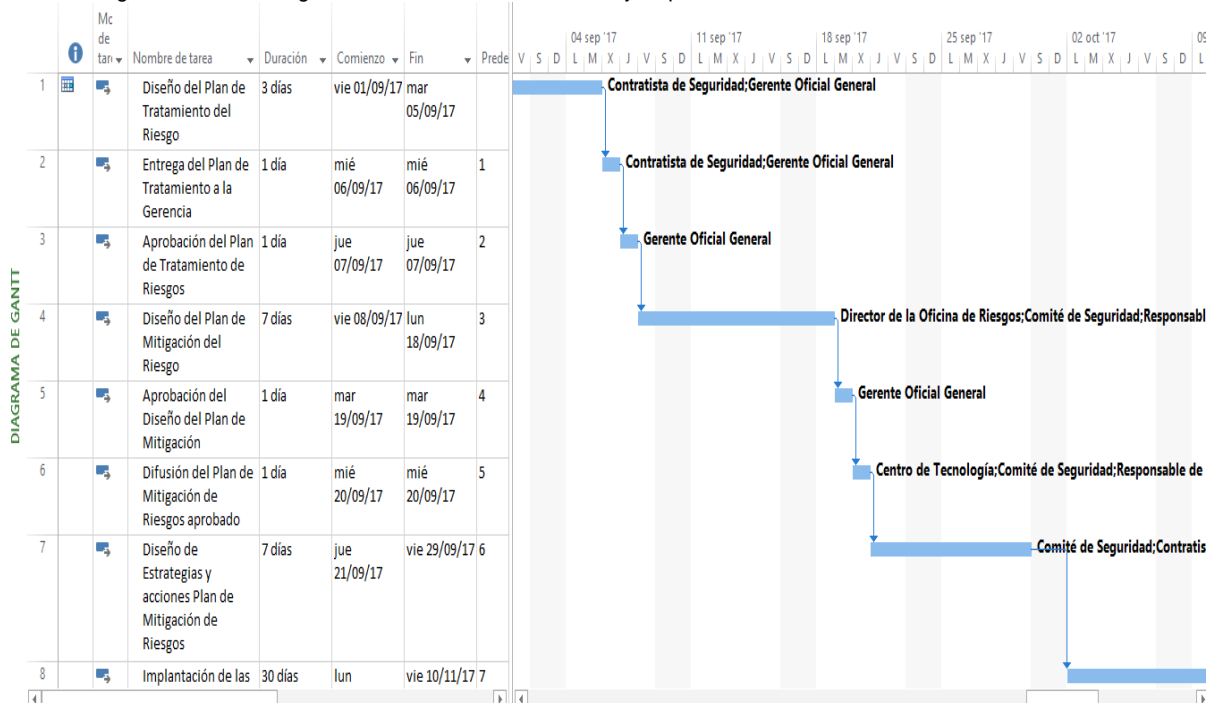 Mc
de
tare Nombre de tarea Duración Comienzo Fin Prede
04 sep '17 11 sep '17 18 sep '17 25 sep '17 02 oct '17 09
V S D L M X J V S D L M X J V S D L M X J V S D L M X J V S D L M X J V S D L
DIAGRAMA DE GANTT
1 Diseño del Plan de 3 días vie 01/09/17 mar Contratista de Seguridad;Gerente Oficial General
Tratamiento del 05/09/17
Riesgo
2 Entrega del Plan de 1 día mié mié 1 Contratista de Seguridad;Gerente Oficial General
Tratamiento a la 06/09/17 06/09/17
Gerencia
3 Aprobación del Plan 1 día jue jue 2 Gerente Oficial General
de Tratamiento de 07/09/17 07/09/17
Riesgos
4 Diseño del Plan de 7 días vie 08/09/17 lun 3 Director de la Oficina de Riesgos;Comité de Seguridad;Responsabl
Mitigación del 18/09/17
Riesgo
5 Aprobación del 1 día mar mar 4 Gerente Oficial General
Diseño del Plan de 19/09/17 19/09/17
Mitigación
6 Difusión del Plan de 1 día mié mié 5 Centro de Tecnología;Comité de Seguridad;Responsable de
Mitigación de 20/09/17 20/09/17
Riesgos aprobado
7 Diseño de 7 días jue vie 29/09/17 6 Comité de Seguridad;Contratis
Estrategias y 21/09/17
acciones Plan de
Mitigación de
Riesgos
8 Implantación de las 30 días lun vie 10/11/17 7